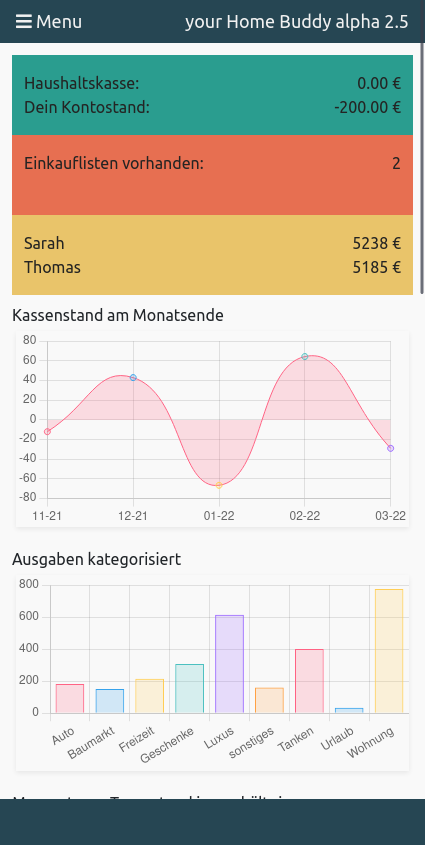 Menu your Home Buddy alpha 2.5
Haushaltskasse: 0.00 €
Dein Kontostand: -200.00 €
Einkauflisten vorhanden: 2
Sarah 5238 €
Thomas 5185 €
Kassenstand am Monatsende
80
60
40
20
0
-20
-40
-60
-80
11-21 12-21 01-22 02-22 03-22
Ausgaben kategorisiert
800
600
400
200
0
Auto Baumarkt Freizeit Geschenke Luxus sonstiges Tanken Urlaub Wohnung